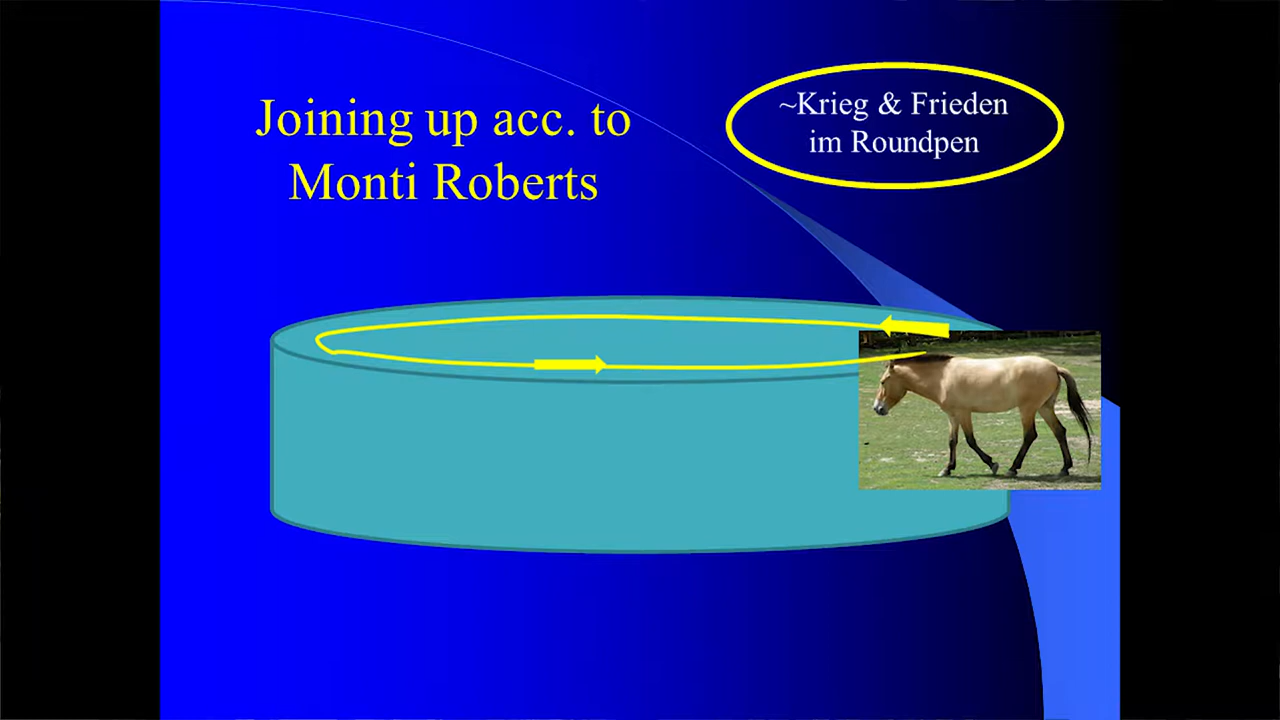 Joining up acc. to
Monti Roberts
~Krieg & Frieden
im Roundpen